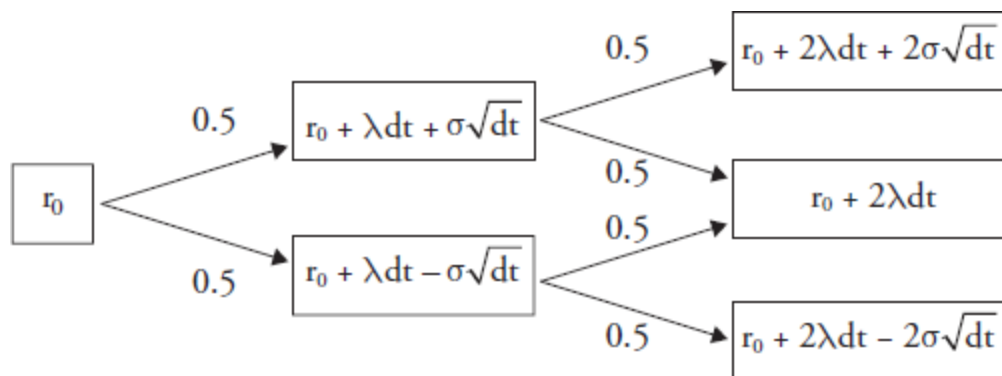 r₀
0.5
0.5
r₀ + λdt + σ√dt
r₀ + λdt – σ√dt
0.5
0.5
0.5
0.5
r₀ + 2λdt + 2σ√dt
r₀ + 2λdt
r₀ + 2λdt – 2σ√dt